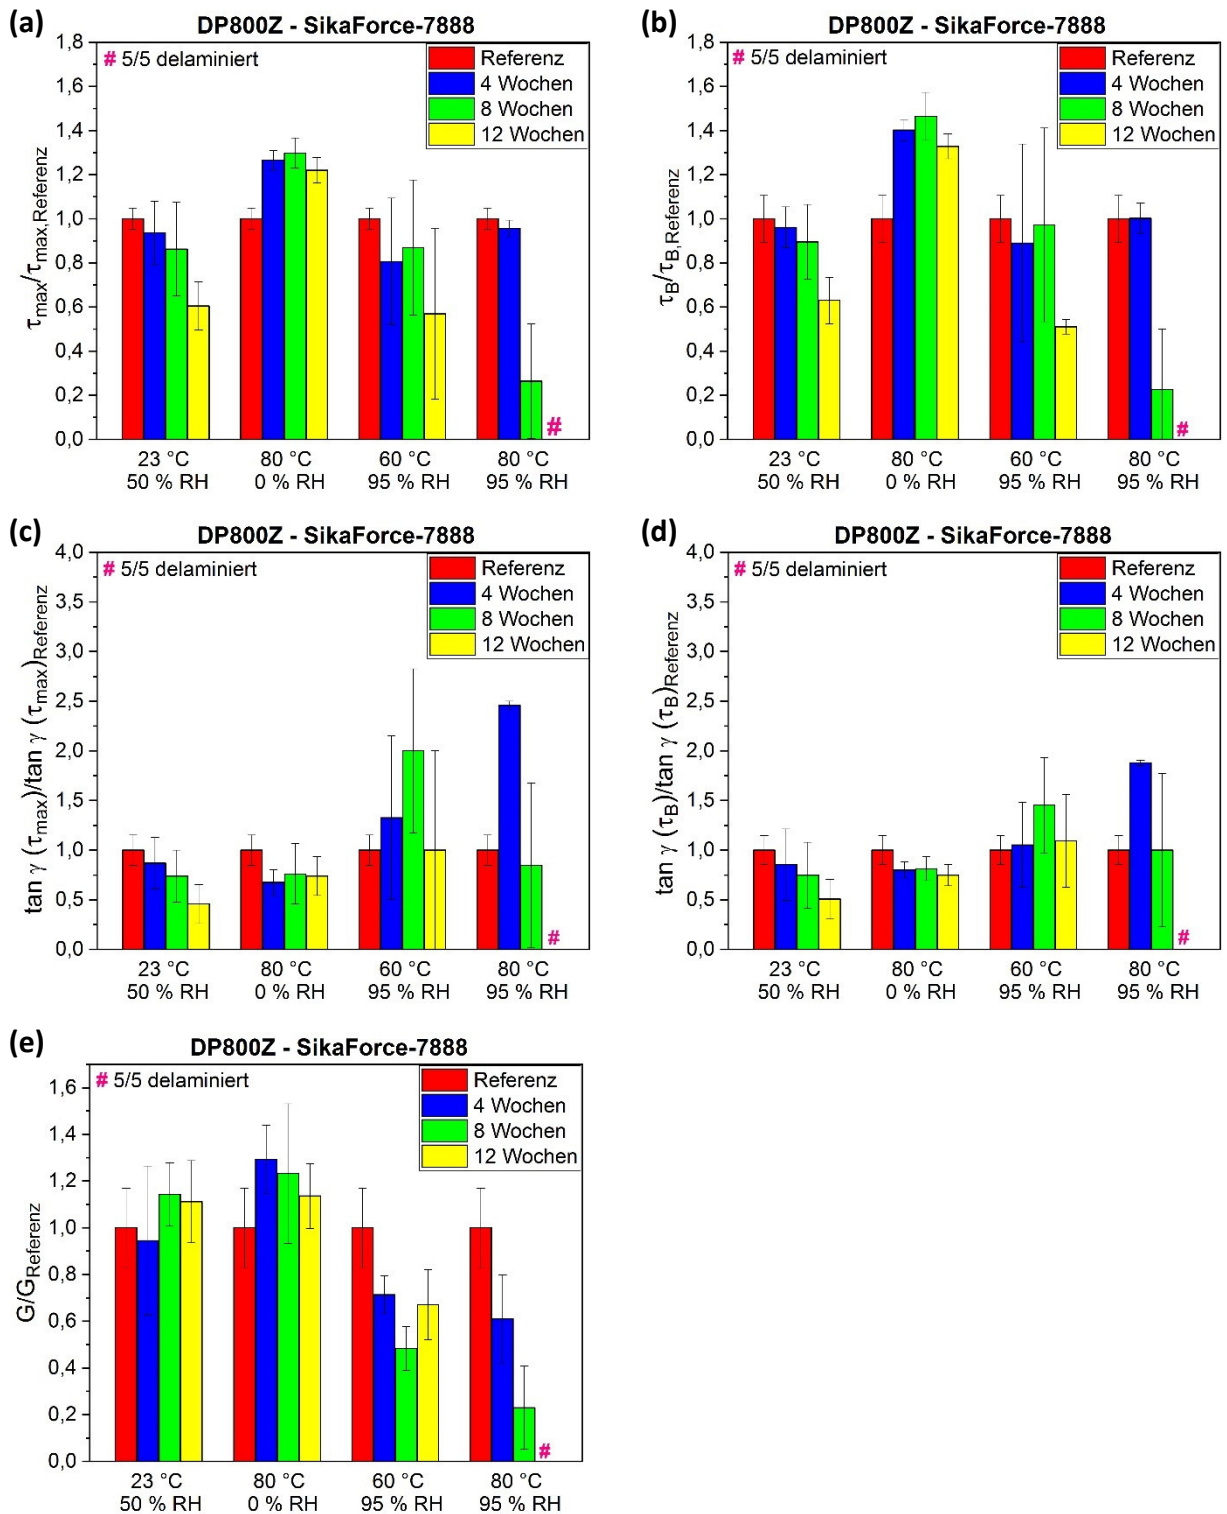 (a)
DP800Z - SikaForce-7888
# 5/5 delaminiert
Referenz
4 Wochen
8 Wochen
12 Wochen
τmax/τmax,Referenz
1,8
1,6
1,4
1,2
1,0
0,8
0,6
0,4
0,2
0,0
#
23 °C 80 °C 60 °C 80 °C
50 % RH 0 % RH 95 % RH 95 % RH
(b)
DP800Z - SikaForce-7888
# 5/5 delaminiert
Referenz
4 Wochen
8 Wochen
12 Wochen
τB/τB,Referenz
1,8
1,6
1,4
1,2
1,0
0,8
0,6
0,4
0,2
0,0
#
23 °C 80 °C 60 °C 80 °C
50 % RH 0 % RH 95 % RH 95 % RH
(c)
DP800Z - SikaForce-7888
# 5/5 delaminiert
Referenz
4 Wochen
8 Wochen
12 Wochen
tan γ (τmax)/tan γ (τmax)Referenz
4,0
3,5
3,0
2,5
2,0
1,5
1,0
0,5
0,0
#
23 °C 80 °C 60 °C 80 °C
50 % RH 0 % RH 95 % RH 95 % RH
(d)
DP800Z - SikaForce-7888
# 5/5 delaminiert
Referenz
4 Wochen
8 Wochen
12 Wochen
tan γ (τB)/tan γ (τB)Referenz
4,0
3,5
3,0
2,5
2,0
1,5
1,0
0,5
0,0
#
23 °C 80 °C 60 °C 80 °C
50 % RH 0 % RH 95 % RH 95 % RH
(e)
DP800Z - SikaForce-7888
# 5/5 delaminiert
Referenz
4 Wochen
8 Wochen
12 Wochen
G/GReferenz
1,6
1,4
1,2
1,0
0,8
0,6
0,4
0,2
0,0
#
23 °C 80 °C 60 °C 80 °C
50 % RH 0 % RH 95 % RH 95 % RH